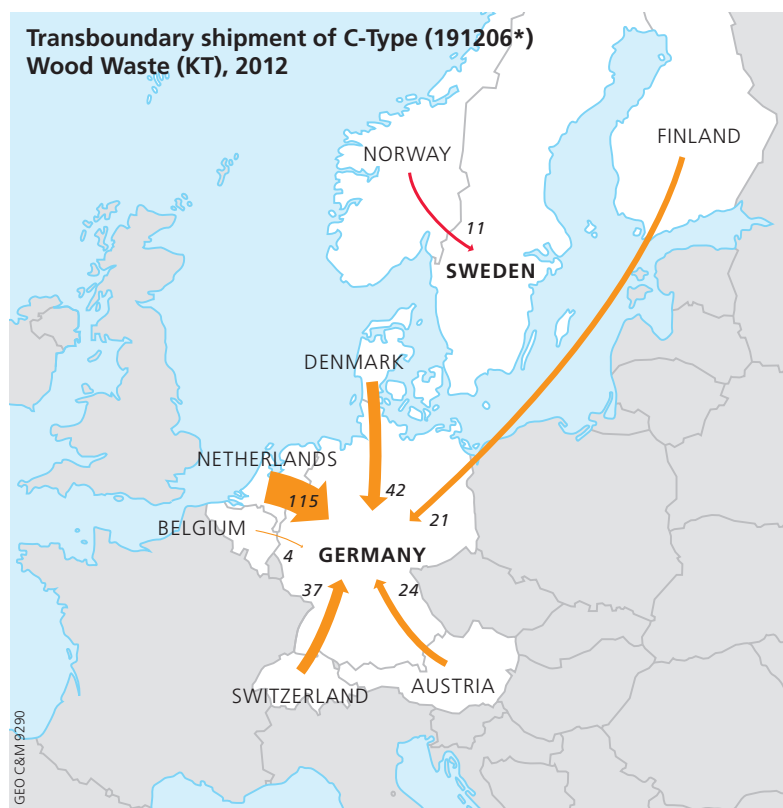 Transboundary shipment of C-Type (191206*)
Wood Waste (KT), 2012
FINLAND
NORWAY
11
SWEDEN
DENMARK
NETHERLANDS
42
115
21
BELGIUM
4
GERMANY
37
24
SWITZERLAND
AUSTRIA
GEO C&M 9290